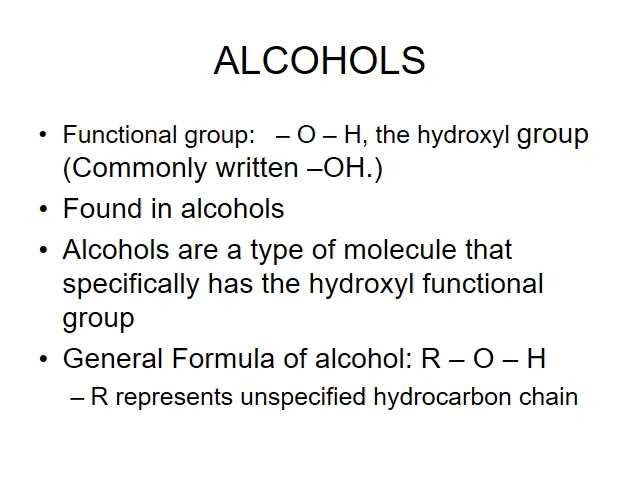 ALCOHOLS
• Functional group:   – O – H, the hydroxyl group
(Commonly written –OH.)
• Found in alcohols
• Alcohols are a type of molecule that
specifically has the hydroxyl functional
group
• General Formula of alcohol: R – O – H
– R represents unspecified hydrocarbon chain